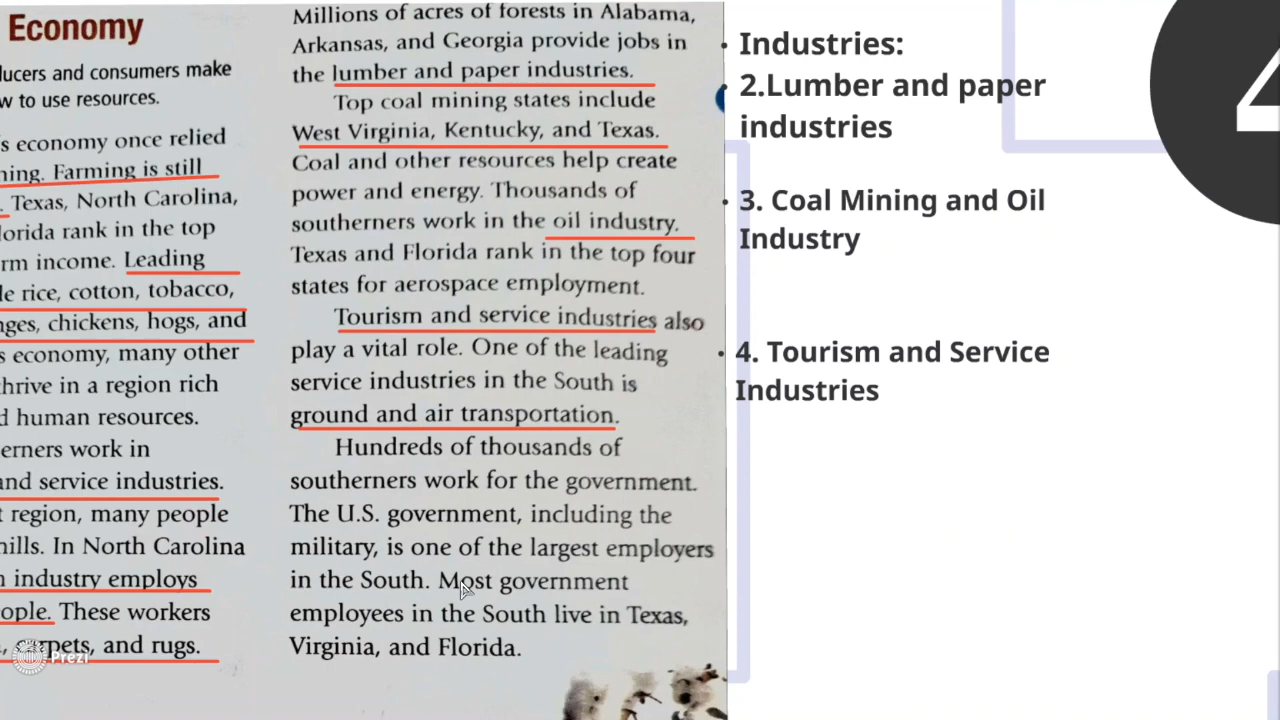 Economy
ducers and consumers make
w to use resources.
s economy once relied
ning. Farming is still
. Texas, North Carolina,
lorida rank in the top
rm income. Leading
le rice, cotton, tobacco,
nges, chickens, hogs, and
s economy, many other
thrive in a region rich
d human resources.
erners work in
and service industries.
t region, many people
nills. In North Carolina
n industry employs
ople. These workers
, carpets, and rugs.
Prezi
Millions of acres of forests in Alabama,
Arkansas, and Georgia provide jobs in
the lumber and paper industries.
Top coal mining states include
West Virginia, Kentucky, and Texas.
Coal and other resources help create
power and energy. Thousands of
southerners work in the oil industry.
Texas and Florida rank in the top four
states for aerospace employment.
Tourism and service industries also
play a vital role. One of the leading
service industries in the South is
ground and air transportation.
Hundreds of thousands of
southerners work for the government.
The U.S. government, including the
military, is one of the largest employers
in the South. Most government
employees in the South live in Texas,
Virginia, and Florida.
• Industries:
• 2.Lumber and paper
industries
• 3. Coal Mining and Oil
Industry
• 4. Tourism and Service
Industries
4